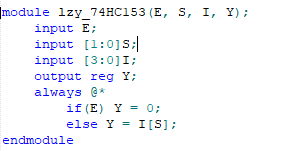 module lzy_74HC153(E, S, I, Y);
    input E;
    input [1:0]S;
    input [3:0]I;
    output reg Y;
    always @*
        if(E) Y = 0;
        else Y = I[S];
endmodule